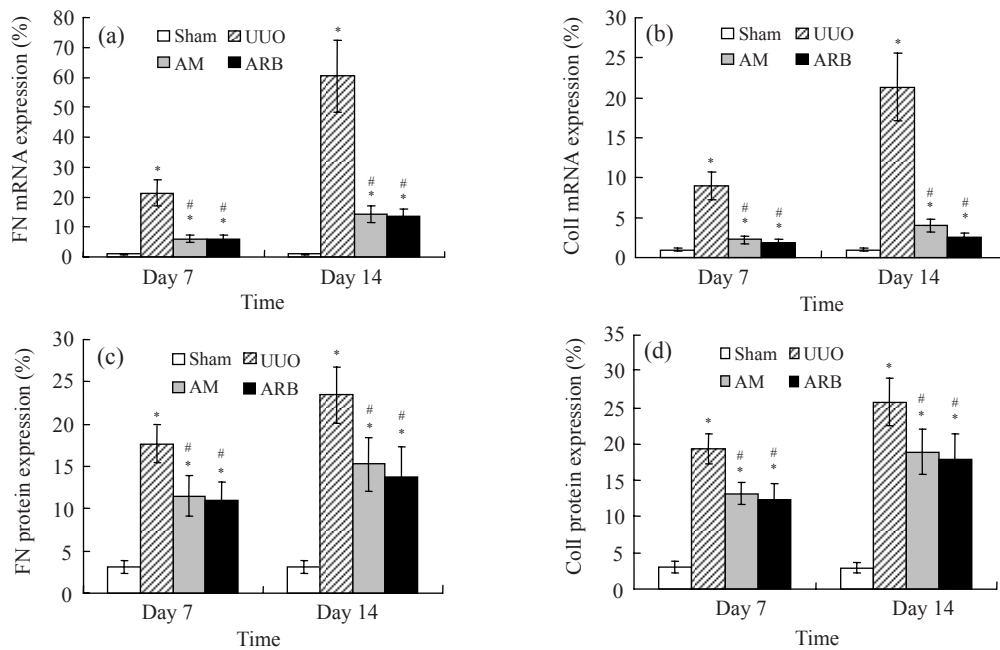 (a)
Sham UUO
AM ARB
FN mRNA expression (%)
80
70
60
50
40
30
20
10
0
*
#
*
#
*
*
#
*
#
*
Day 7 Day 14
Time
(b)
Sham UUO
AM ARB
ColI mRNA expression (%)
30
25
20
15
10
5
0
*
#
*
#
*
*
#
*
#
*
Day 7 Day 14
Time
(c)
Sham UUO
AM ARB
FN protein expression (%)
30
25
20
15
10
5
0
*
#
*
#
*
*
#
*
#
*
Day 7 Day 14
Time
(d)
Sham UUO
AM ARB
ColI protein expression (%)
35
30
25
20
15
10
5
0
*
#
*
#
*
*
#
*
#
*
Day 7 Day 14
Time